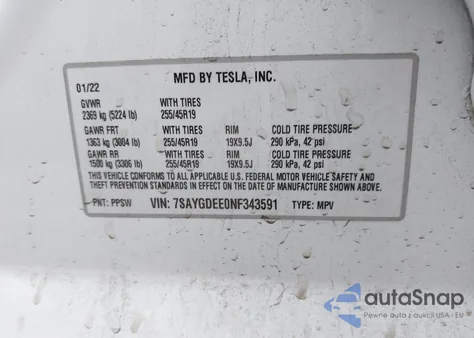 MFD BY TESLA, INC.
01/22
GVWR WITH TIRES
2369 kg (5224 lb) 255/45R19
GAWR FRT WITH TIRES RIM COLD TIRE PRESSURE
1363 kg (3004 lb) 255/45R19 19X9.5J 290 kPa, 42 psi
GAWR RR WITH TIRES RIM COLD TIRE PRESSURE
1500 kg (3306 lb) 255/45R19 19X9.5J 290 kPa, 42 psi
THIS VEHICLE CONFORMS TO ALL APPLICABLE U.S. FEDERAL MOTOR VEHICLE SAFETY AND
THEFT PREVENTION STANDARDS IN EFFECT ON THE DATE OF MANUFACTURE SHOWN ABOVE.
PNT: PPSW VIN: 7SAYGDEE0NF343591 TYPE: MPV
autoSnap
Pewne auta z USA i EU